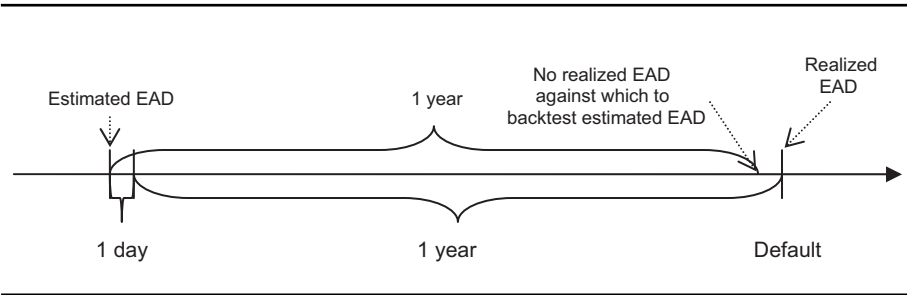 Estimated EAD
1 year
No realized EAD
against which to
backtest estimated EAD
Realized
EAD
1 day
1 year
Default